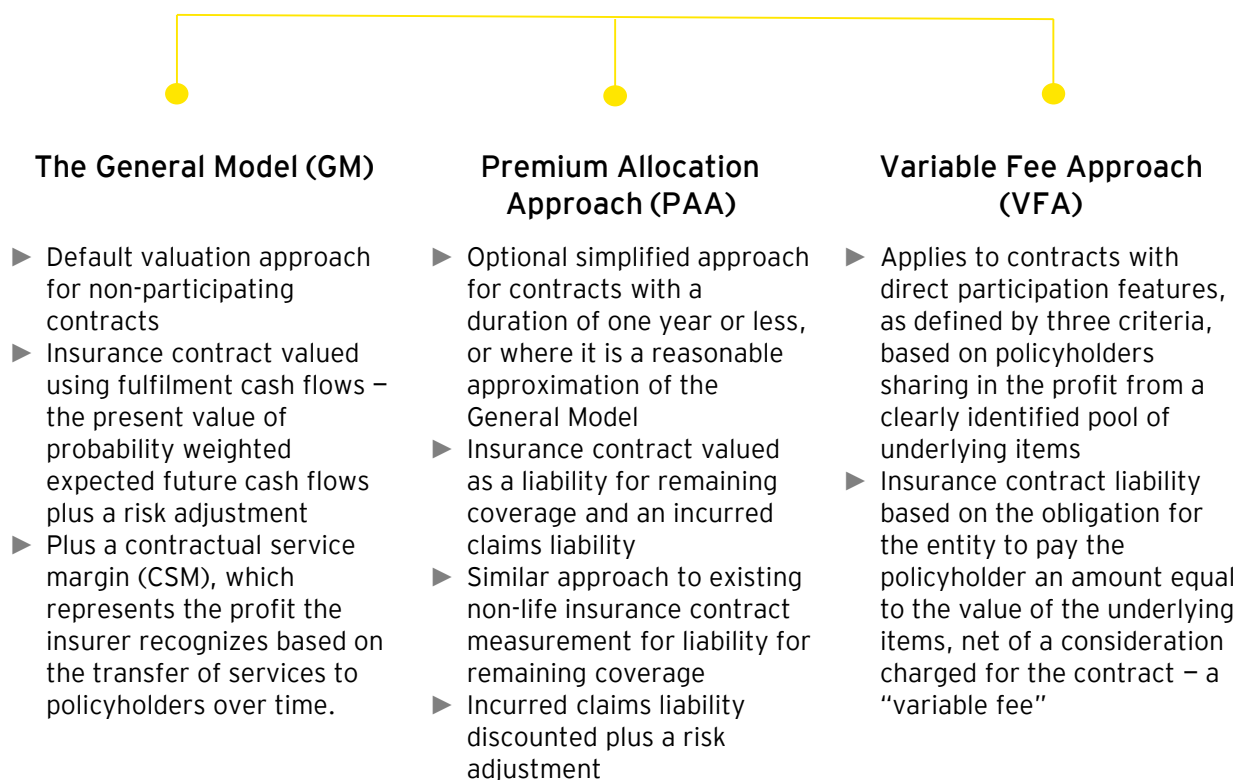 The General Model (GM)
► Default valuation approach
for non-participating
contracts
► Insurance contract valued
using fulfilment cash flows –
the present value of
probability weighted
expected future cash flows
plus a risk adjustment
► Plus a contractual service
margin (CSM), which
represents the profit the
insurer recognizes based on
the transfer of services to
policyholders over time.
Premium Allocation
Approach (PAA)
► Optional simplified approach
for contracts with a
duration of one year or less,
or where it is a reasonable
approximation of the
General Model
► Insurance contract valued
as a liability for remaining
coverage and an incurred
claims liability
► Similar approach to existing
non-life insurance contract
measurement for liability for
remaining coverage
► Incurred claims liability
discounted plus a risk
adjustment
Variable Fee Approach
(VFA)
► Applies to contracts with
direct participation features,
as defined by three criteria,
based on policyholders
sharing in the profit from a
clearly identified pool of
underlying items
► Insurance contract liability
based on the obligation for
the entity to pay the
policyholder an amount equal
to the value of the underlying
items, net of a consideration
charged for the contract – a
“variable fee”